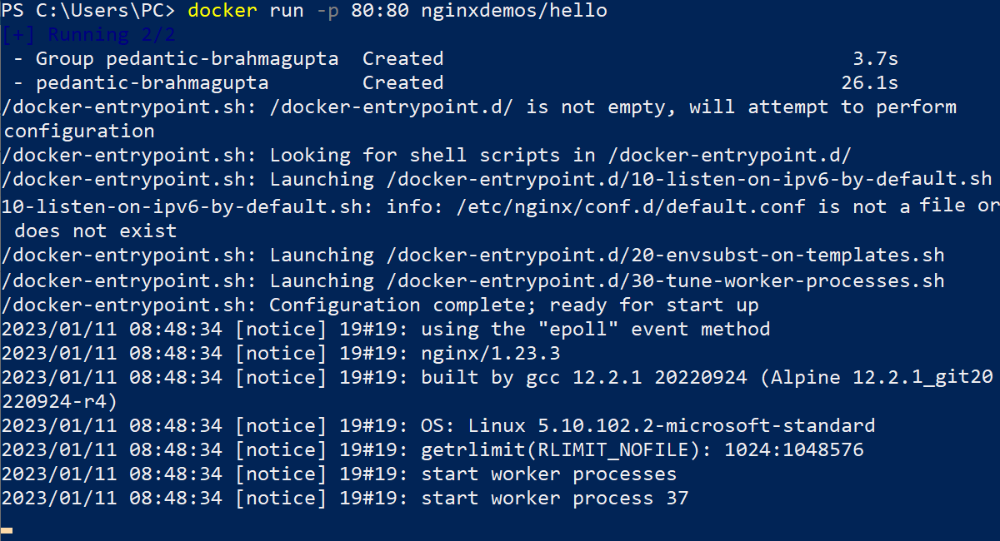 PS C:\Users\PC> docker run -p 80:80 nginxdemos/hello
[+] Running 2/2
 - Group pedantic-brahmagupta  Created                                   3.7s
 - pedantic-brahmagupta        Created                                  26.1s
/docker-entrypoint.sh: /docker-entrypoint.d/ is not empty, will attempt to perform
configuration
/docker-entrypoint.sh: Looking for shell scripts in /docker-entrypoint.d/
/docker-entrypoint.sh: Launching /docker-entrypoint.d/10-listen-on-ipv6-by-default.sh
10-listen-on-ipv6-by-default.sh: info: /etc/nginx/conf.d/default.conf is not a file or
 does not exist
/docker-entrypoint.sh: Launching /docker-entrypoint.d/20-envsubst-on-templates.sh
/docker-entrypoint.sh: Launching /docker-entrypoint.d/30-tune-worker-processes.sh
/docker-entrypoint.sh: Configuration complete; ready for start up
2023/01/11 08:48:34 [notice] 19#19: using the "epoll" event method
2023/01/11 08:48:34 [notice] 19#19: nginx/1.23.3
2023/01/11 08:48:34 [notice] 19#19: built by gcc 12.2.1 20220924 (Alpine 12.2.1_git20
220924-r4)
2023/01/11 08:48:34 [notice] 19#19: OS: Linux 5.10.102.2-microsoft-standard
2023/01/11 08:48:34 [notice] 19#19: getrlimit(RLIMIT_NOFILE): 1024:1048576
2023/01/11 08:48:34 [notice] 19#19: start worker processes
2023/01/11 08:48:34 [notice] 19#19: start worker process 37